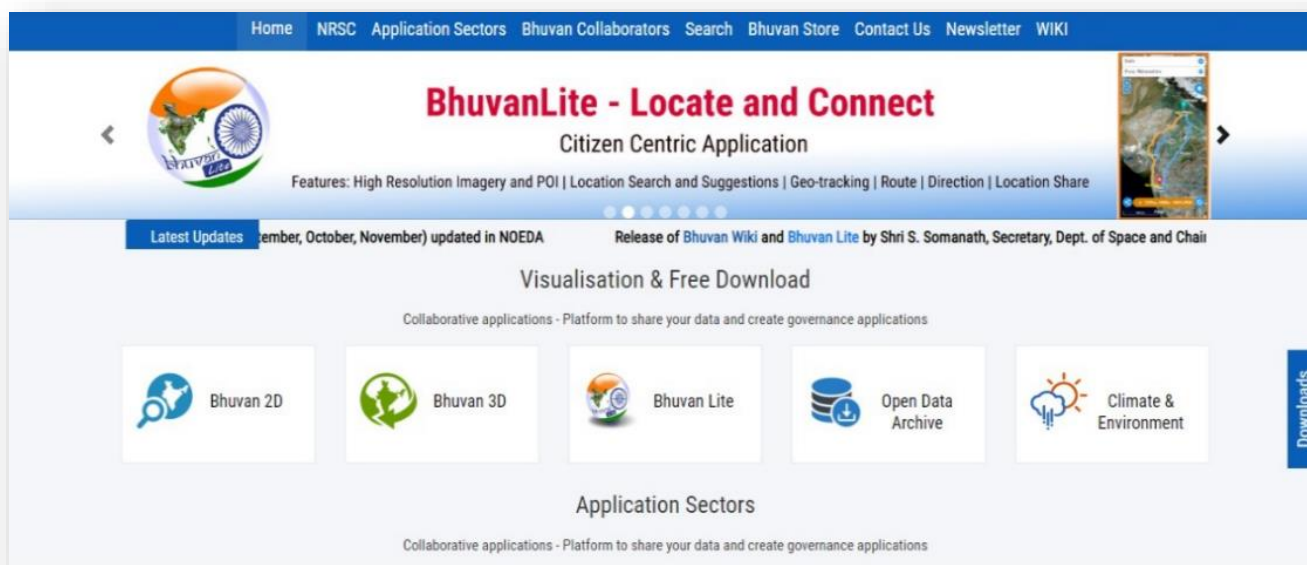 Home NRSC Application Sectors Bhuvan Collaborators Search Bhuvan Store Contact Us Newsletter WIKI
BhuvanLite - Locate and Connect
Citizen Centric Application
Features: High Resolution Imagery and POI | Location Search and Suggestions | Geo-tracking | Route | Direction | Location Share
bhuvan
Lite
Latest Updates tember, October, November) updated in NOEDA Release of Bhuvan Wiki and Bhuvan Lite by Shri S. Somanath, Secretary, Dept. of Space and Chair
Visualisation & Free Download
Collaborative applications - Platform to share your data and create governance applications
Bhuvan 2D
Bhuvan 3D
Bhuvan Lite
Open Data
Archive
Climate &
Environment
Downloads
Application Sectors
Collaborative applications - Platform to share your data and create governance applications